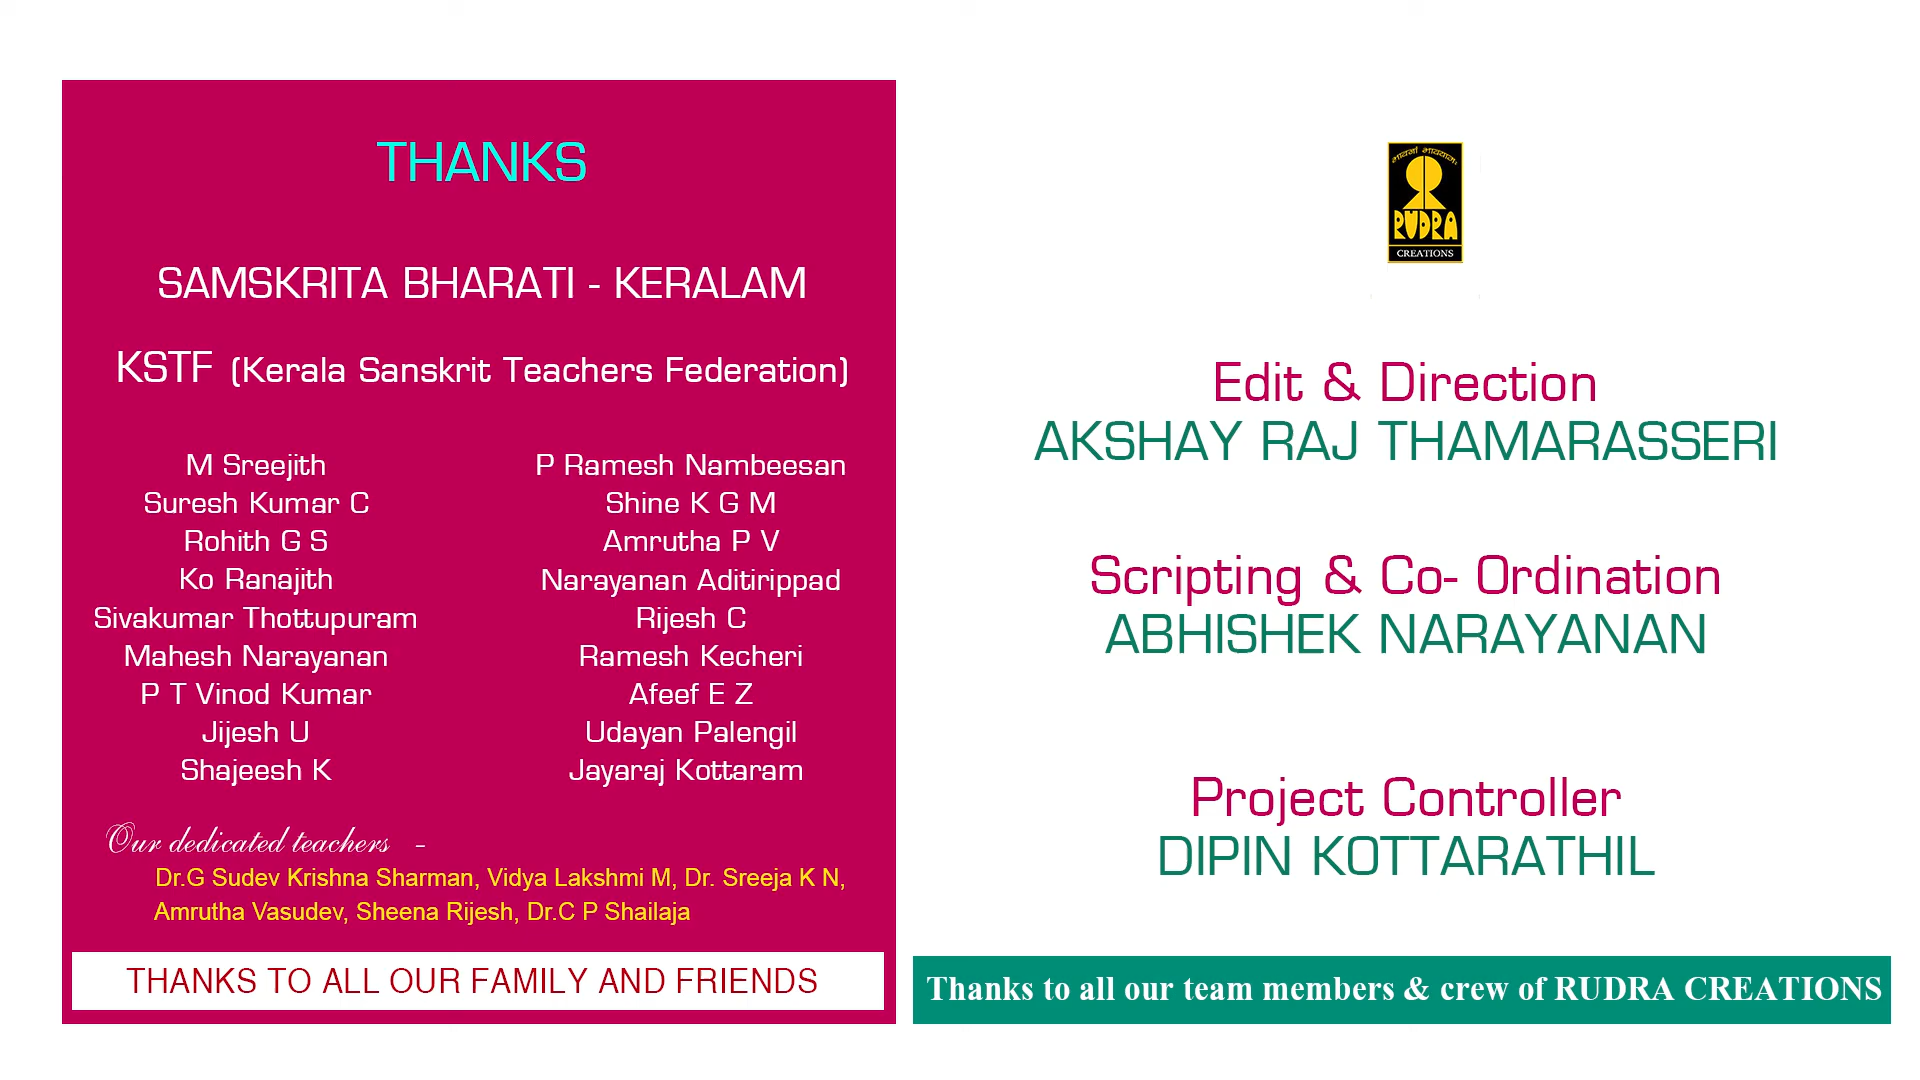 THANKS
SAMSKRITA BHARATI - KERALAM
KSTF (Kerala Sanskrit Teachers Federation)
M Sreejith
Suresh Kumar C
Rohith G S
Ko Ranajith
Sivakumar Thottupuram
Mahesh Narayanan
P T Vinod Kumar
Jijesh U
Shajeesh K
P Ramesh Nambeesan
Shine K G M
Amrutha P V
Narayanan Aditirippad
Rijesh C
Ramesh Kecheri
Afeef E Z
Udayan Palengil
Jayaraj Kottaram
Our dedicated teachers -
Dr.G Sudev Krishna Sharman, Vidya Lakshmi M, Dr. Sreeja K N,
Amrutha Vasudev, Sheena Rijesh, Dr.C P Shailaja
THANKS TO ALL OUR FAMILY AND FRIENDS
RUDRA
CREATIONS
Edit & Direction
AKSHAY RAJ THAMARASSERI
Scripting & Co- Ordination
ABHISHEK NARAYANAN
Project Controller
DIPIN KOTTARATHIL
Thanks to all our team members & crew of RUDRA CREATIONS